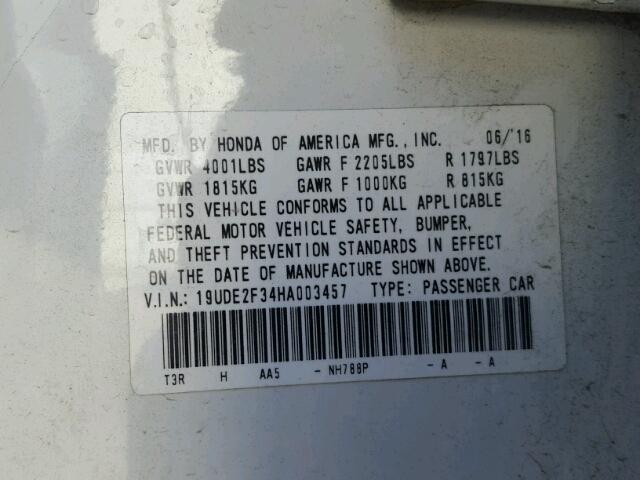 MFD. BY HONDA OF AMERICA MFG., INC. 06/'16
GVWR 4001LBS GAWR F 2205LBS R 1797LBS
GVWR 1815KG GAWR F 1000KG R 815KG
THIS VEHICLE CONFORMS TO ALL APPLICABLE
FEDERAL MOTOR VEHICLE SAFETY, BUMPER,
AND THEFT PREVENTION STANDARDS IN EFFECT
ON THE DATE OF MANUFACTURE SHOWN ABOVE.
V.I.N.: 19UDE2F34HA003457 TYPE: PASSENGER CAR
T3R H AA5 - NH788P - A - A